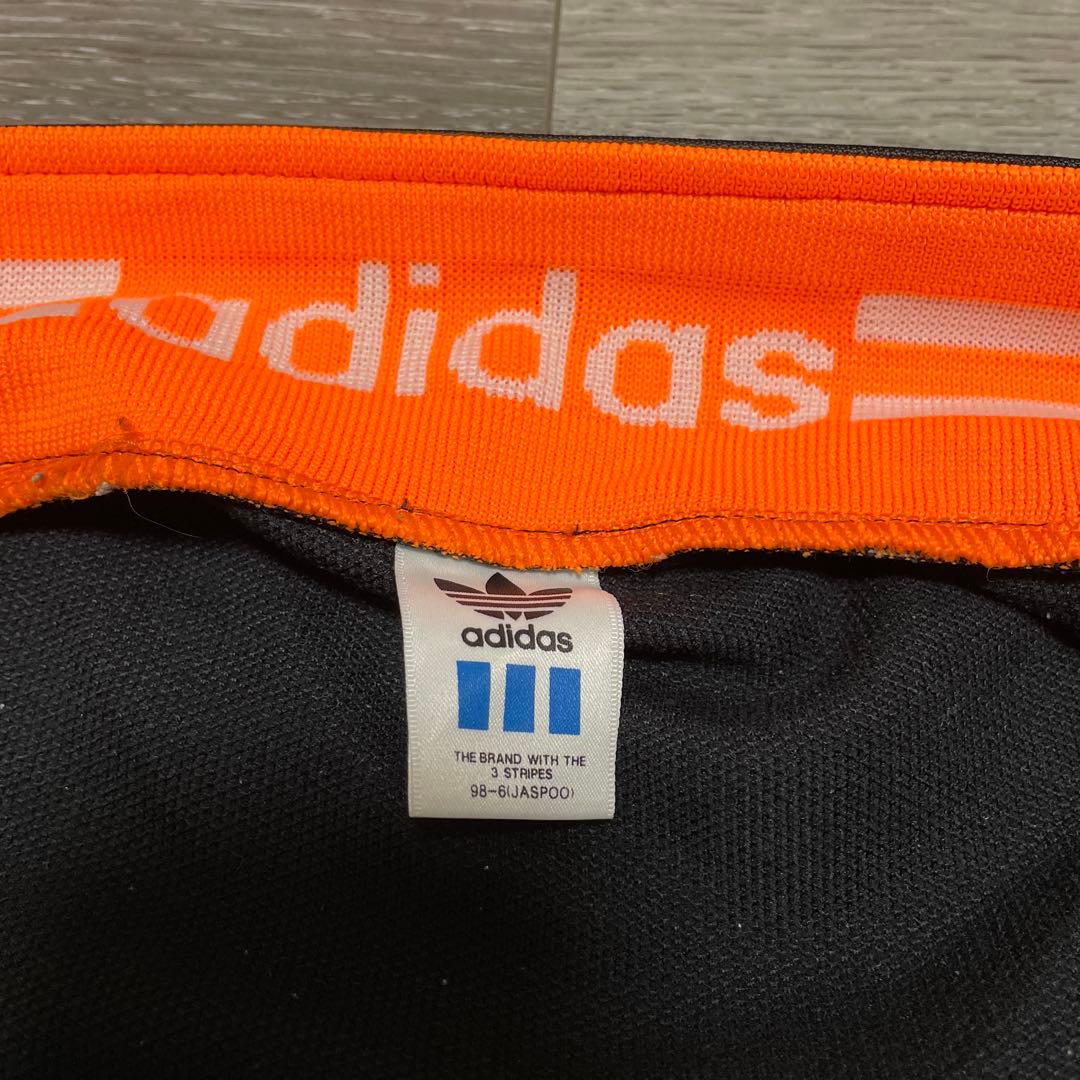 adidas
adidas
THE BRAND WITH THE
3 STRIPES
98-6(JASPOO)